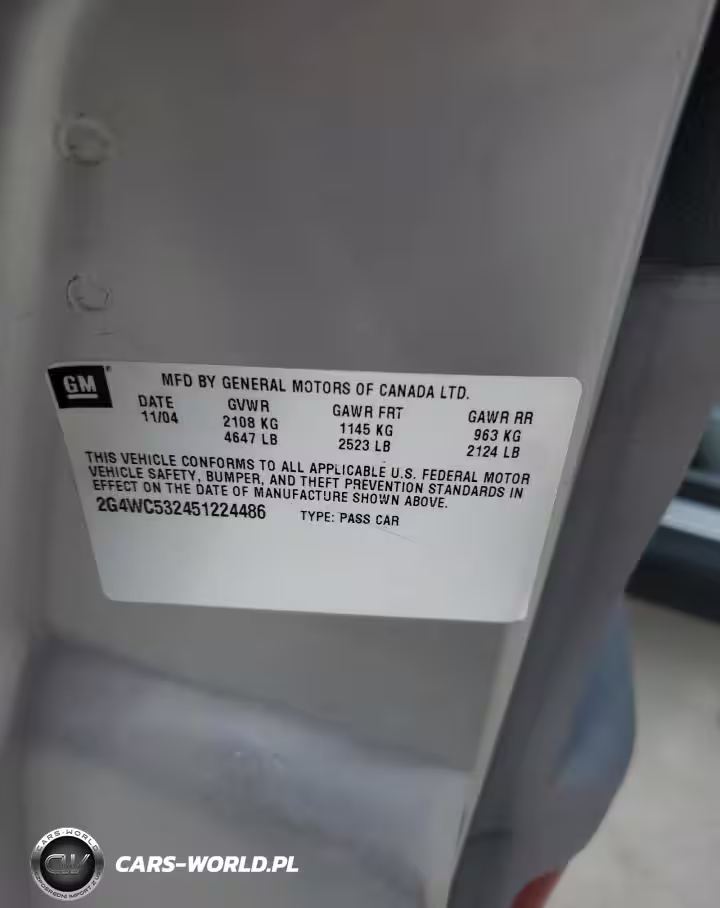 GM
MFD BY GENERAL MOTORS OF CANADA LTD.
DATE GVWR GAWR FRT GAWR RR
11/04 2108 KG 1145 KG 963 KG
4647 LB 2523 LB 2124 LB
THIS VEHICLE CONFORMS TO ALL APPLICABLE U.S. FEDERAL MOTOR
VEHICLE SAFETY, BUMPER, AND THEFT PREVENTION STANDARDS IN
EFFECT ON THE DATE OF MANUFACTURE SHOWN ABOVE.
2G4WC532451224486 TYPE: PASS CAR
CARS-WORLD
CW
CARS-WORLD.PL